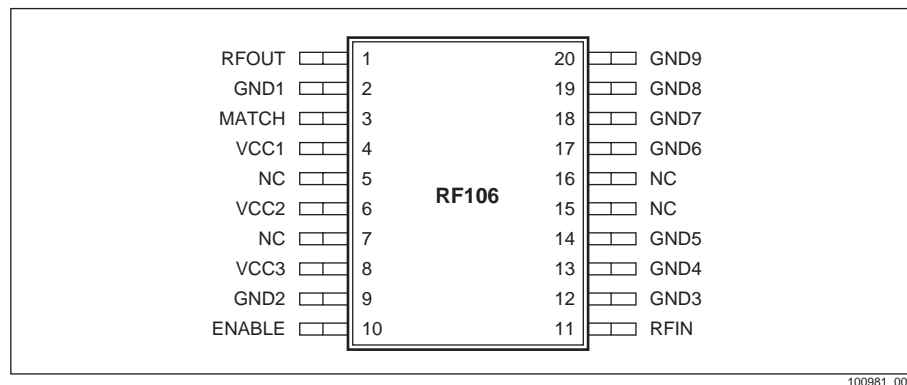 RFOUT 1 20 GND9
GND1 2 19 GND8
MATCH 3 18 GND7
VCC1 4 17 GND6
NC 5 16 NC
RF106
VCC2 6 15 NC
NC 7 14 GND5
VCC3 8 13 GND4
GND2 9 12 GND3
ENABLE 10 11 RFIN